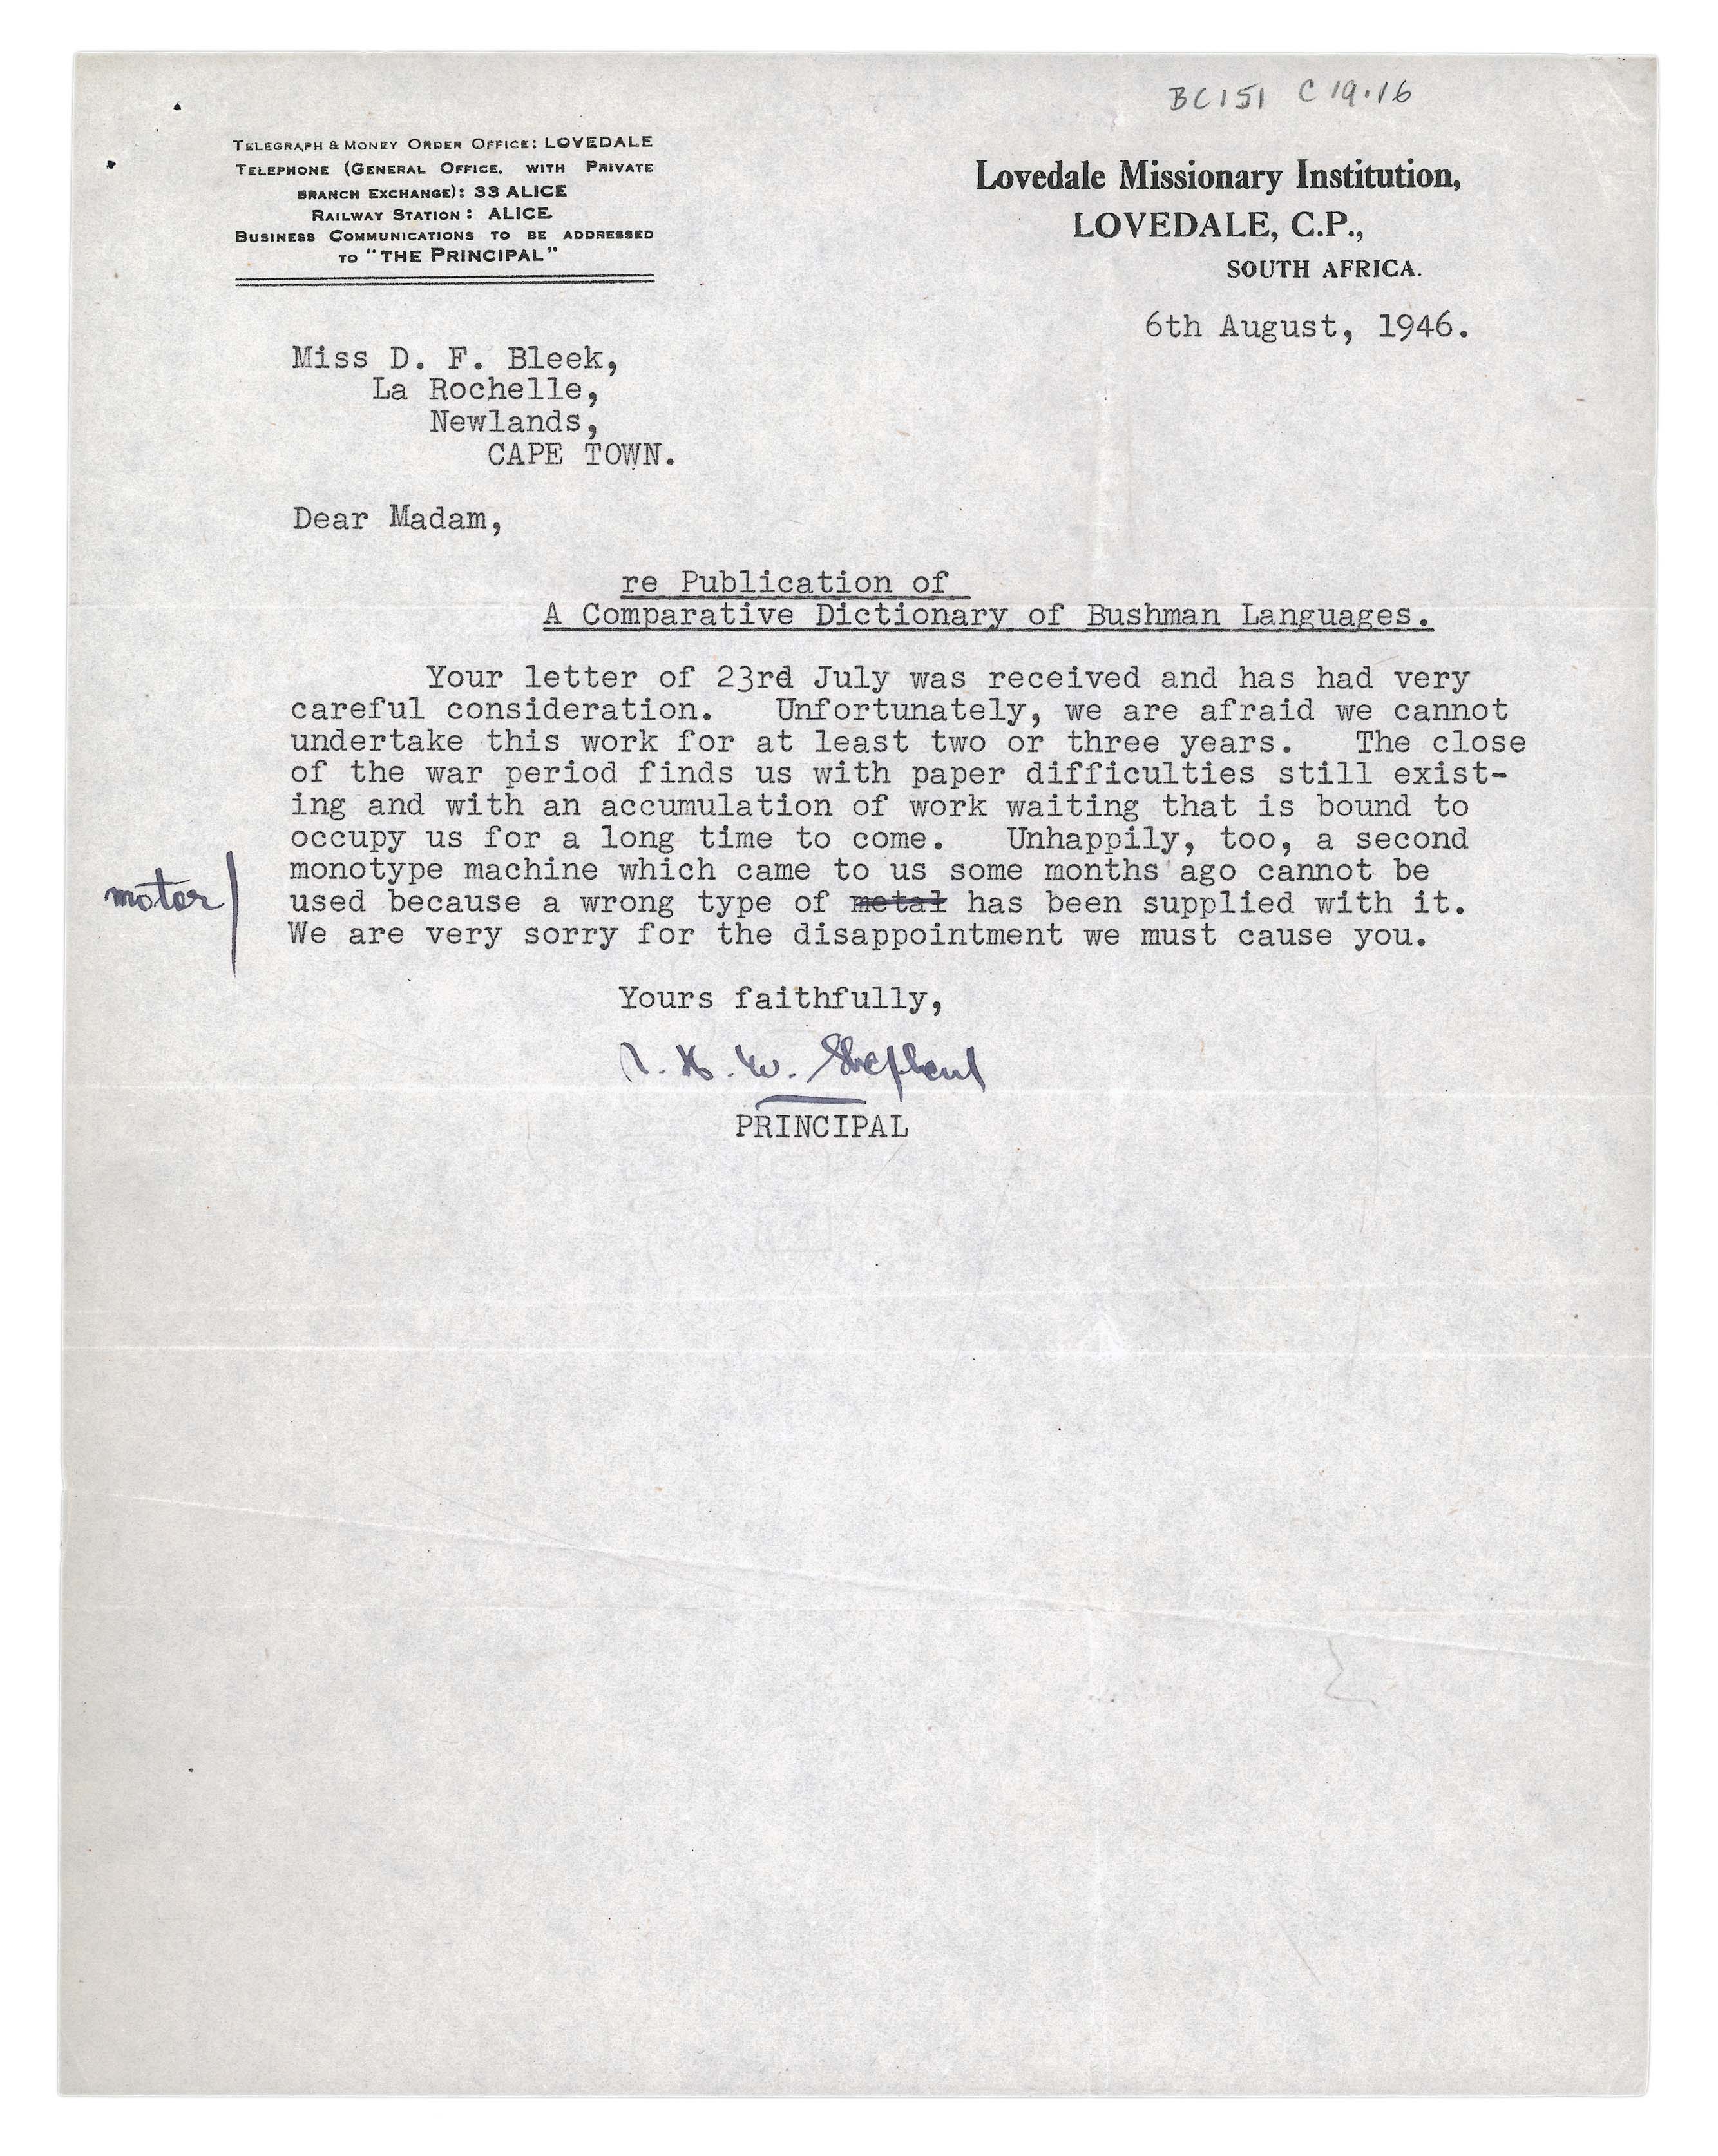 BC151 C19.16
TELEGRAPH & MONEY ORDER OFFICE: LOVEDALE
TELEPHONE (GENERAL OFFICE, WITH PRIVATE
BRANCH EXCHANGE): 33 ALICE
RAILWAY STATION: ALICE
BUSINESS COMMUNICATIONS TO BE ADDRESSED
TO "THE PRINCIPAL"
Lovedale Missionary Institution,
LOVEDALE, C.P.,
SOUTH AFRICA.
6th August, 1946.
Miss D. F. Bleek,
La Rochelle,
Newlands,
CAPE TOWN.
Dear Madam,
re Publication of
A Comparative Dictionary of Bushman Languages.
Your letter of 23rd July was received and has had very
careful consideration. Unfortunately, we are afraid we cannot
undertake this work for at least two or three years. The close
of the war period finds us with paper difficulties still exist-
ing and with an accumulation of work waiting that is bound to
occupy us for a long time to come. Unhappily, too, a second
monotype machine which came to us some months ago cannot be
motor/
used because a wrong type of metal has been supplied with it.
We are very sorry for the disappointment we must cause you.
Yours faithfully,
H. W. Shepherd
PRINCIPAL